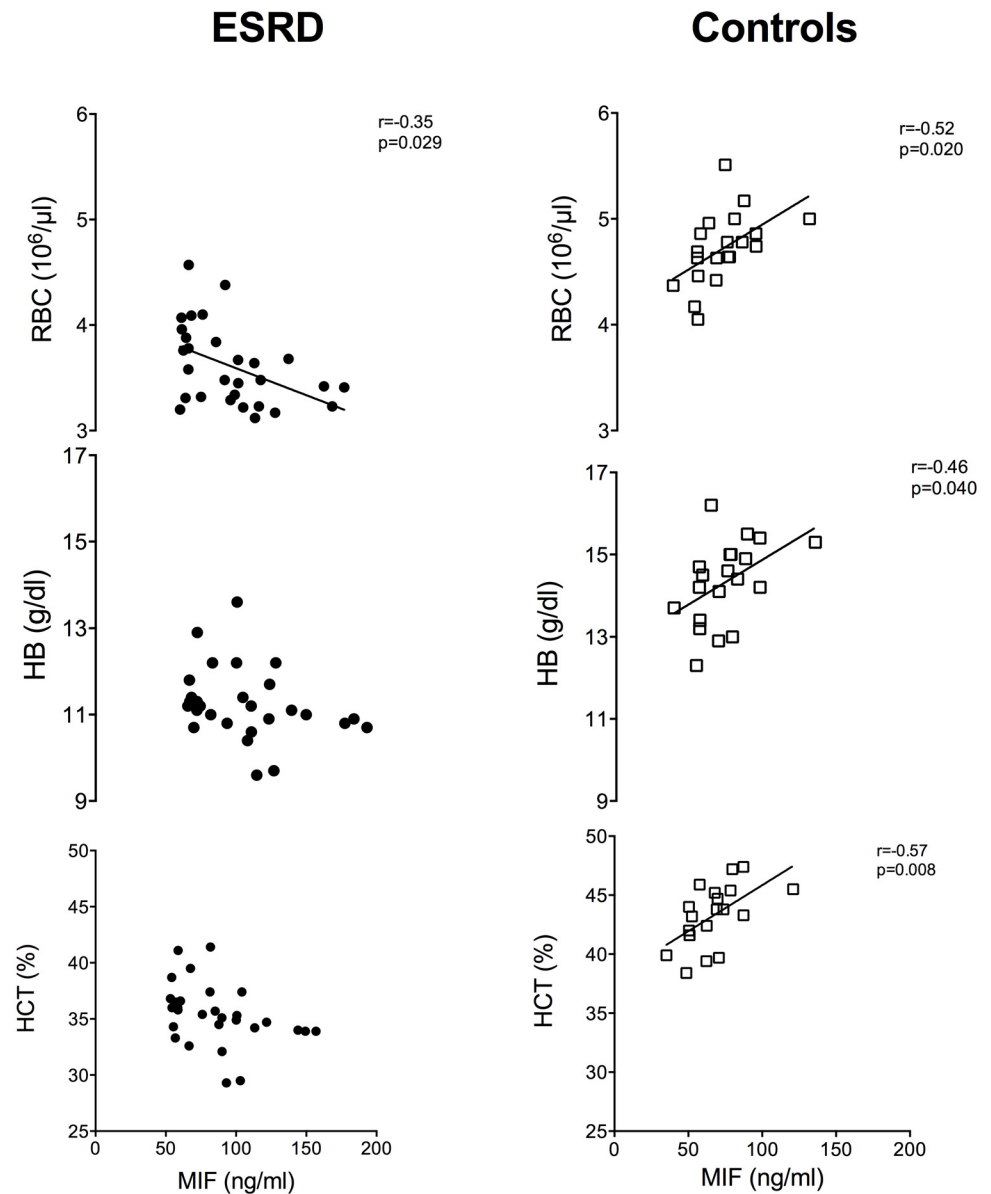 ESRD
Controls
r=-0.35
p=0.029
RBC (10⁶/µl)
6
5
4
3
r=-0.52
p=0.020
RBC (10⁶/µl)
6
5
4
3
HB (g/dl)
17
15
13
11
9
r=-0.46
p=0.040
HB (g/dl)
17
15
13
11
9
HCT (%)
50
45
40
35
30
25
0 50 100 150 200
MIF (ng/ml)
r=-0.57
p=0.008
HCT (%)
50
45
40
35
30
25
0 50 100 150 200
MIF (ng/ml)